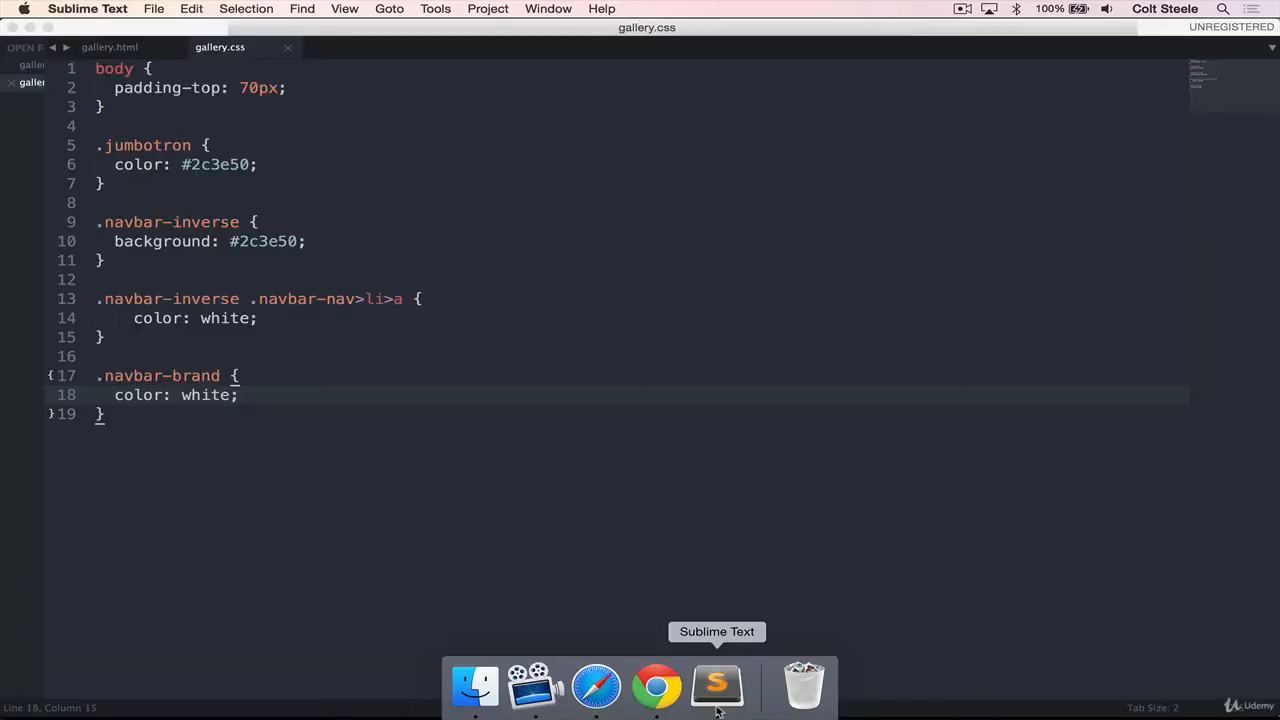 Sublime Text File Edit Selection Find View Goto Tools Project Window Help 100% Colt Steele
gallery.css UNREGISTERED
OPEN F gallery.html gallery.css
galle
galler
1 body {
2 padding-top: 70px;
3 }
4
5 .jumbotron {
6 color: #2c3e50;
7 }
8
9 .navbar-inverse {
10 background: #2c3e50;
11 }
12
13 .navbar-inverse .navbar-nav>li>a {
14 color: white;
15 }
16
17 .navbar-brand {
18 color: white;
19 }
Sublime Text
S
Line 18, Column 15 Tab Size: 2 Udemy